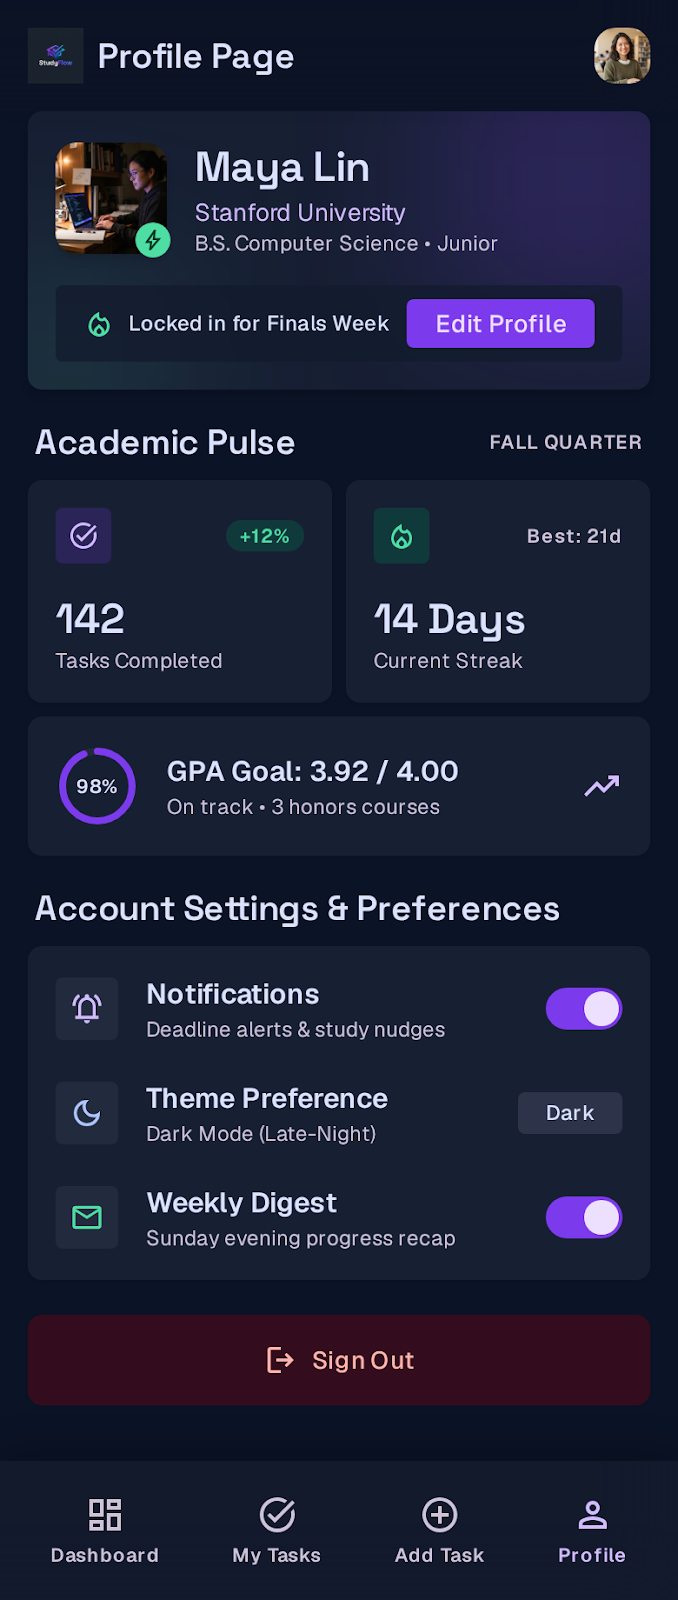 StudyFlow
Profile Page
Maya Lin
Stanford University
B.S. Computer Science • Junior
Locked in for Finals Week
Edit Profile
Academic Pulse
FALL QUARTER
+12%
142
Tasks Completed
Best: 21d
14 Days
Current Streak
98%
GPA Goal: 3.92 / 4.00
On track • 3 honors courses
Account Settings & Preferences
Notifications
Deadline alerts & study nudges
Theme Preference
Dark Mode (Late-Night)
Dark
Weekly Digest
Sunday evening progress recap
Sign Out
Dashboard
My Tasks
Add Task
Profile